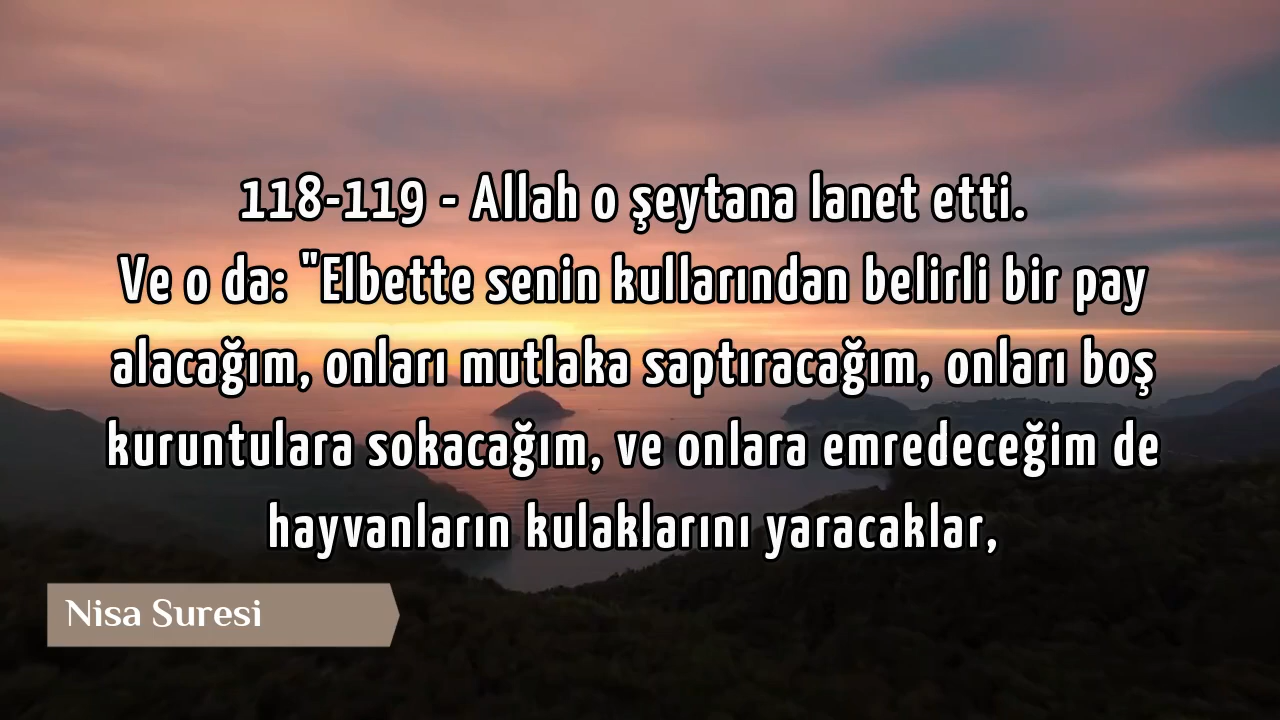 118-119 - Allah o şeytana lanet etti.
Ve o da: "Elbette senin kullarından belirli bir pay
alacağım, onları mutlaka saptıracağım, onları boş
kuruntulara sokacağım, ve onlara emredeceğim de
hayvanların kulaklarını yaracaklar,
Nisa Suresi